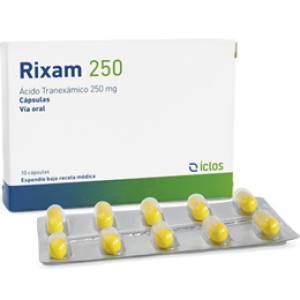 Rixam 250
Ácido Tranexámico 250 mg
Cápsulas
Vía oral
10 cápsulas
Expendio bajo receta médica
iclos